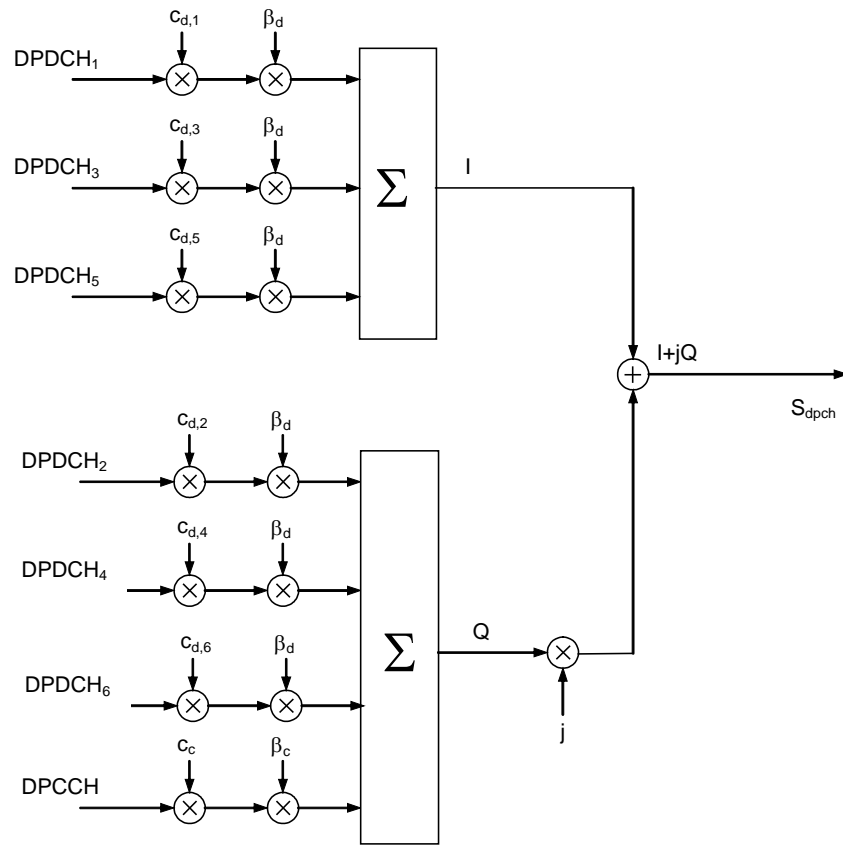 c_d,1 β_d
DPDCH_1
c_d,3 β_d
DPDCH_3
Σ
I
c_d,5 β_d
DPDCH_5
I+jQ
S_dpch
c_d,2 β_d
DPDCH_2
c_d,4 β_d
DPDCH_4
c_d,6 β_d
DPDCH_6
Σ
Q
j
c_c β_c
DPCCH